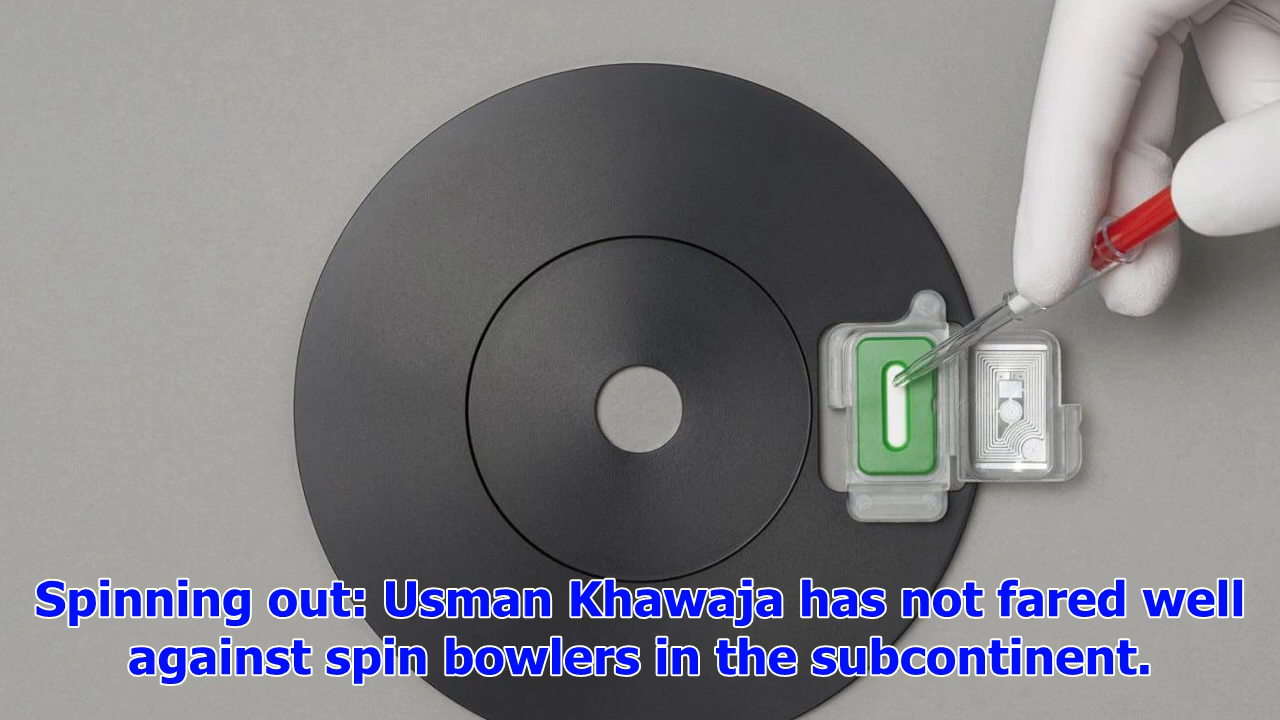 Spinning out: Usman Khawaja has not fared well
against spin bowlers in the subcontinent.